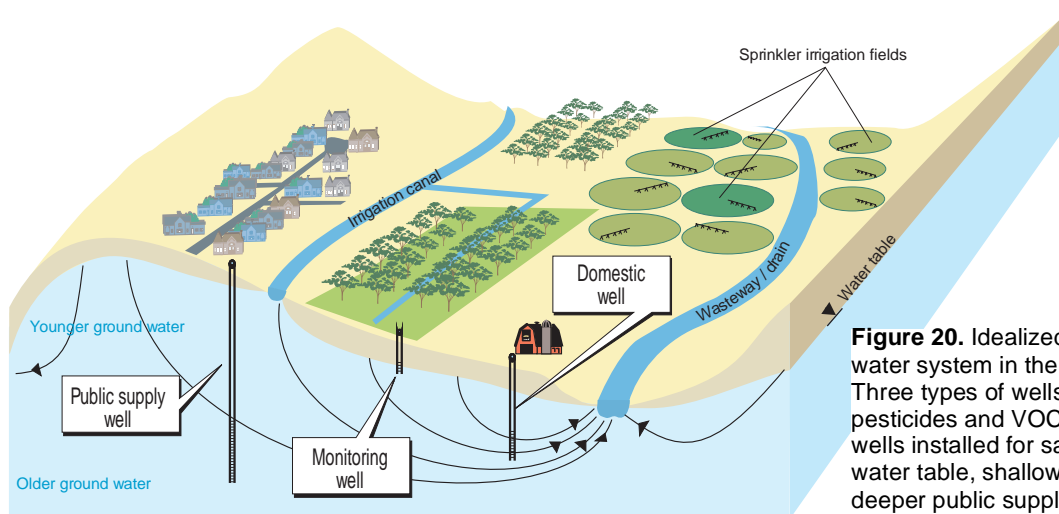 Sprinkler irrigation fields
Irrigation canal
Domestic
well
Wasteway / drain
Water table
Younger ground water
Public supply
well
Monitoring
well
Older ground water
Figure 20. Idealized
water system in the
Three types of wells
pesticides and VOC
wells installed for sa
water table, shallow
deeper public suppl